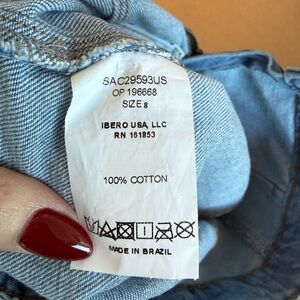 SAC29593US
OP 196668
SIZE 8
IBERO USA, LLC
RN 161853
100% COTTON
MADE IN BRAZIL